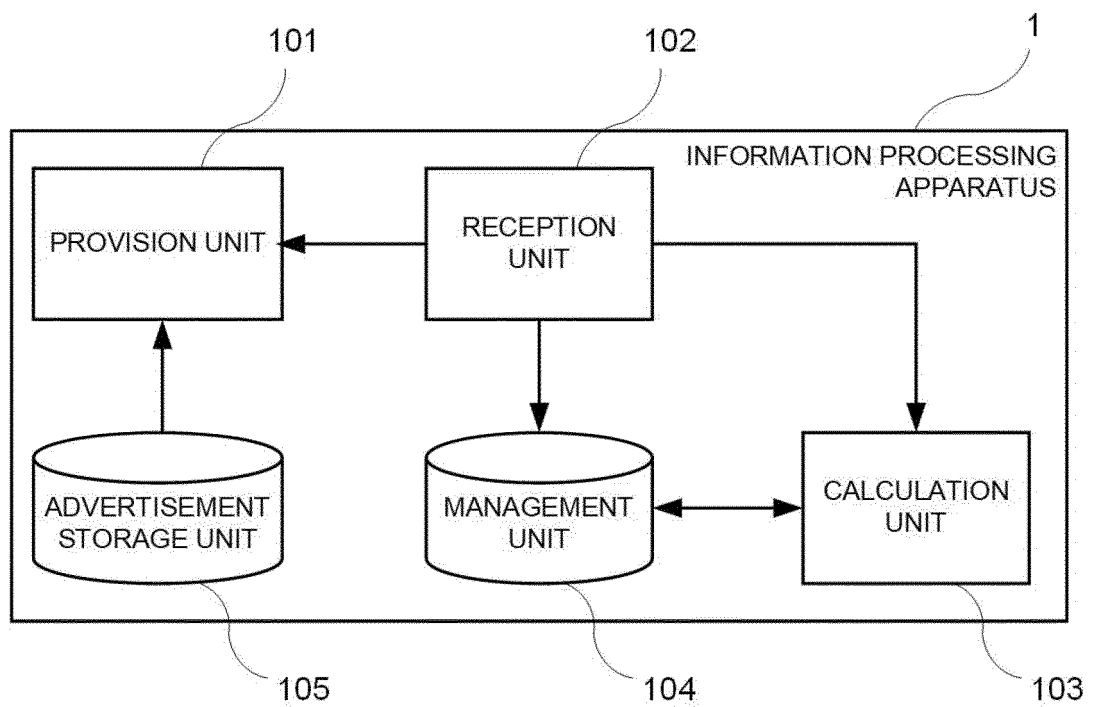 101
102
1
INFORMATION PROCESSING
APPARATUS
PROVISION UNIT
RECEPTION
UNIT
ADVERTISEMENT
STORAGE UNIT
MANAGEMENT
UNIT
CALCULATION
UNIT
105
104
103